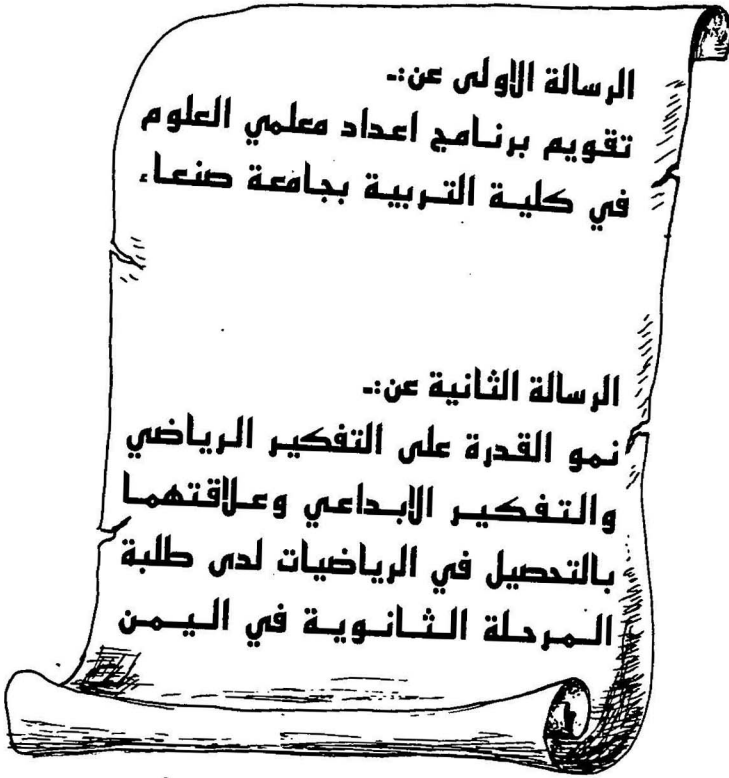 الرسالة الاولى عن:-
تقويم برنامج اعداد معلمي العلوم
في كلية التربية بجامعة صنعاء
الرسالة الثانية عن:-
نمو القدرة على التفكير الرياضي
والتفكير الابداعي وعلاقتهما
بالتحصيل في الرياضيات لدى طلبة
المرحلة الثانوية في اليمن